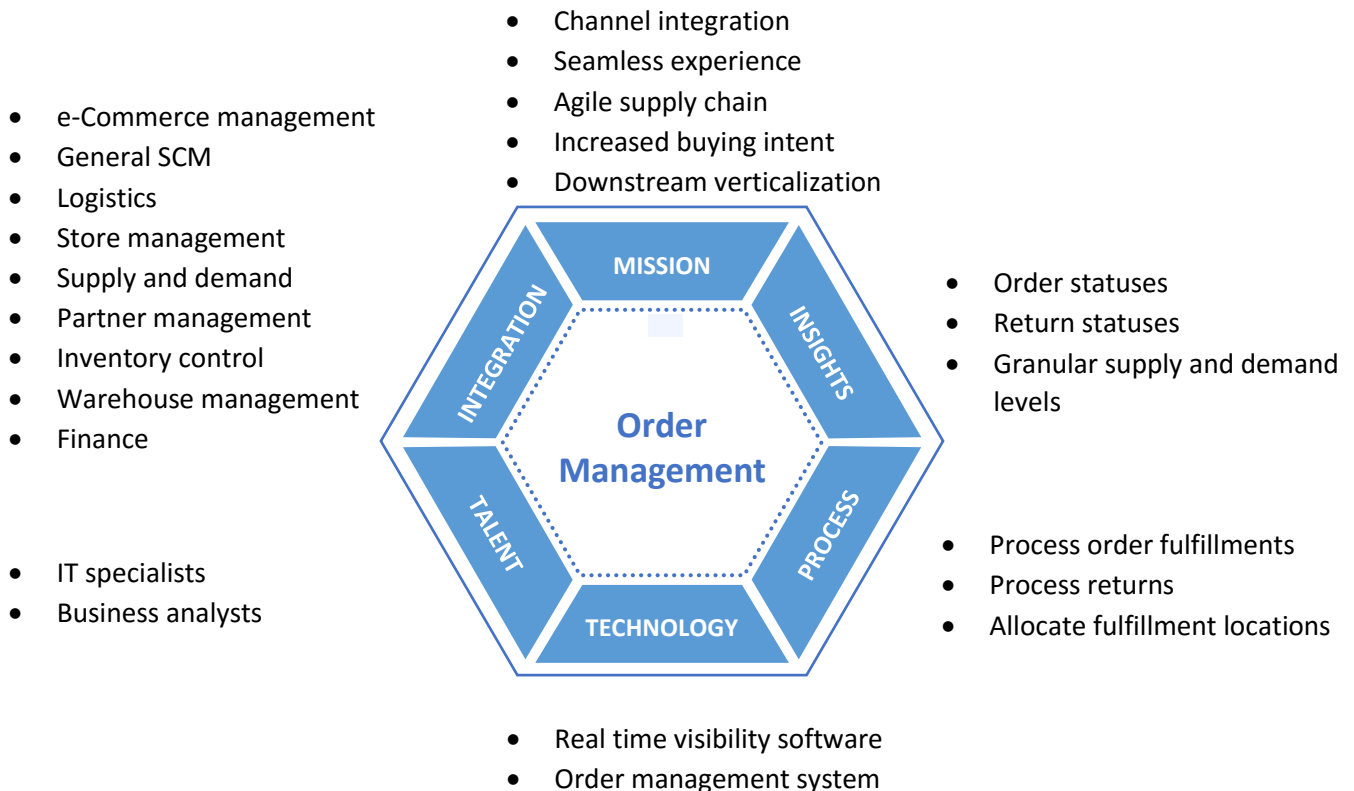 • Channel integration
• Seamless experience
• Agile supply chain
• Increased buying intent
• Downstream verticalization
• e-Commerce management
• General SCM
• Logistics
• Store management
• Supply and demand
• Partner management
• Inventory control
• Warehouse management
• Finance
MISSION
INTEGRATION
INSIGHTS
• Order statuses
• Return statuses
• Granular supply and demand
levels
Order
Management
TALENT
PROCESS
TECHNOLOGY
• IT specialists
• Business analysts
• Process order fulfillments
• Process returns
• Allocate fulfillment locations
• Real time visibility software
• Order management system